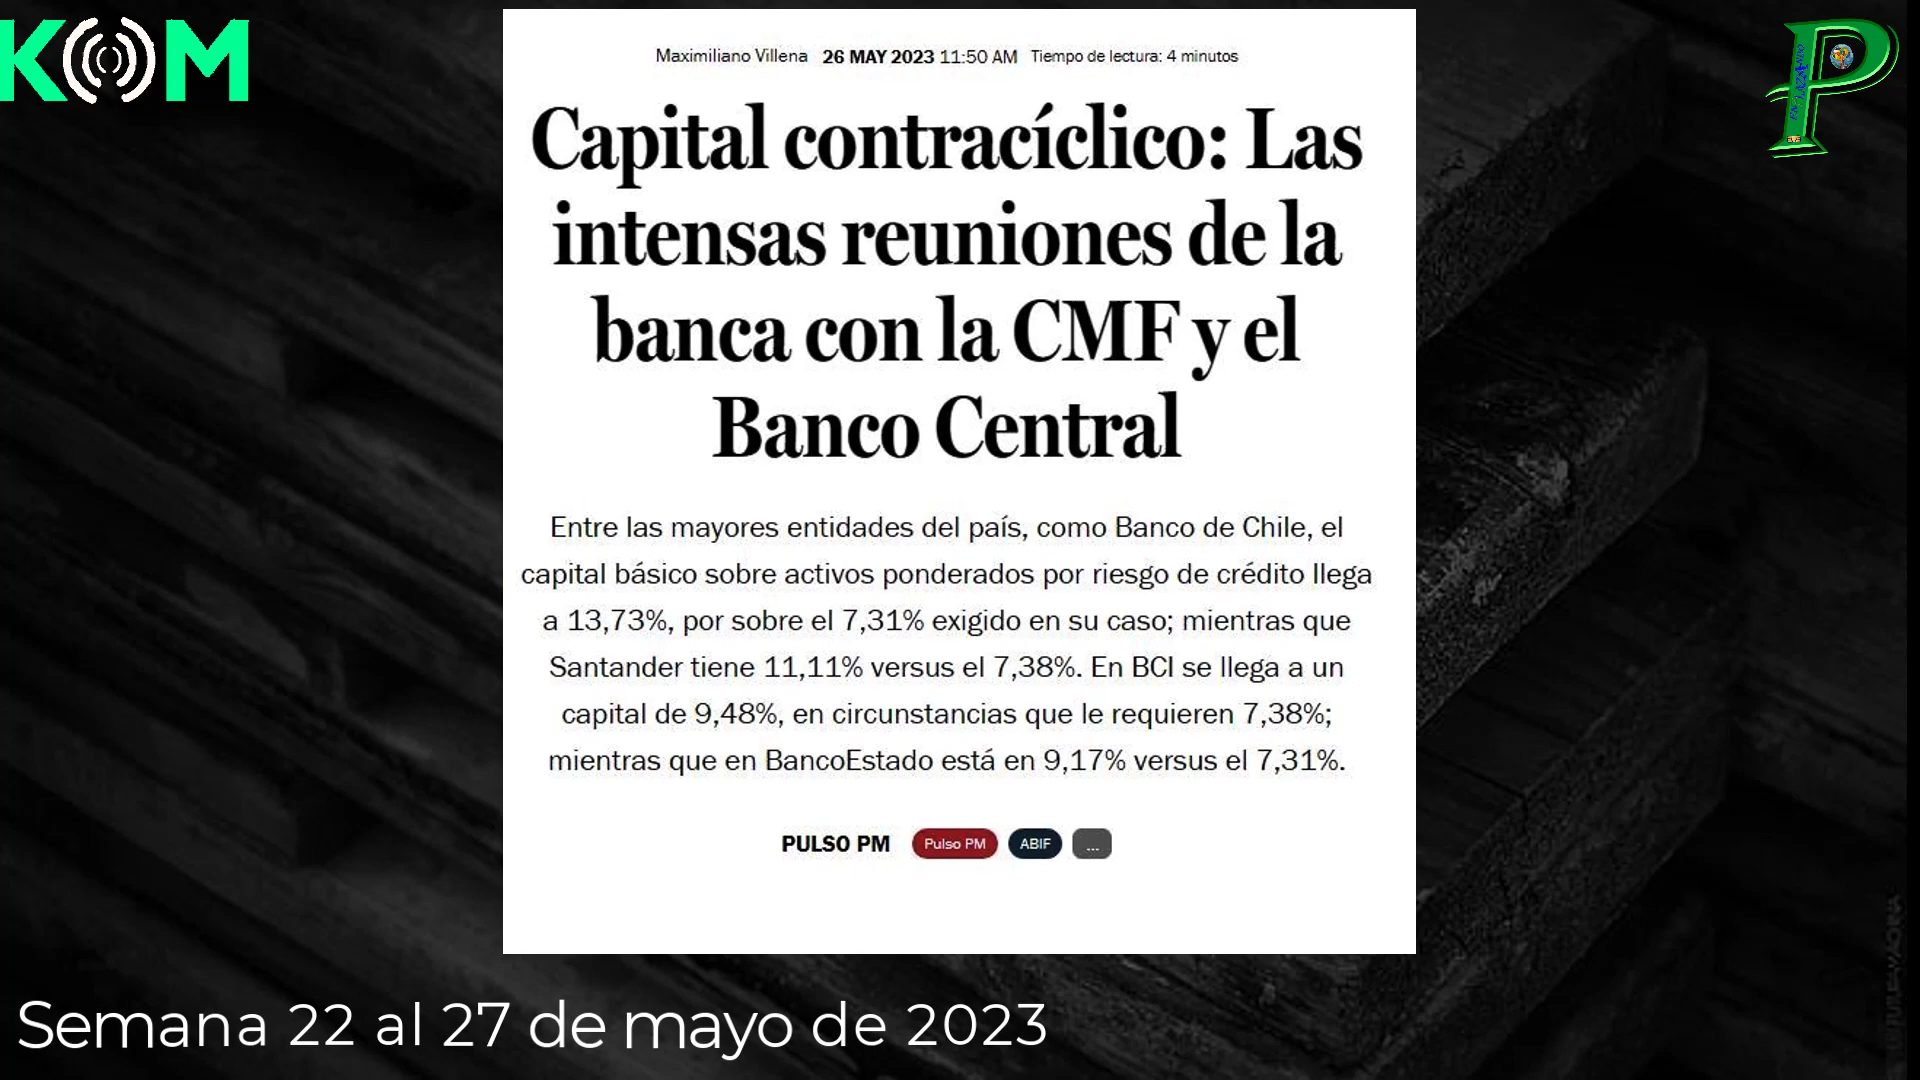 KOM
P
Maximiliano Villena 26 MAY 2023 11:50 AM Tiempo de lectura: 4 minutos
Capital contracíclico: Las
intensas reuniones de la
banca con la CMF y el
Banco Central
Entre las mayores entidades del país, como Banco de Chile, el
capital básico sobre activos ponderados por riesgo de crédito llega
a 13,73%, por sobre el 7,31% exigido en su caso; mientras que
Santander tiene 11,11% versus el 7,38%. En BCI se llega a un
capital de 9,48%, en circunstancias que le requieren 7,38%;
mientras que en BancoEstado está en 9,17% versus el 7,31%.
PULSO PM Pulso PM ABIF ...
Semana 22 al 27 de mayo de 2023